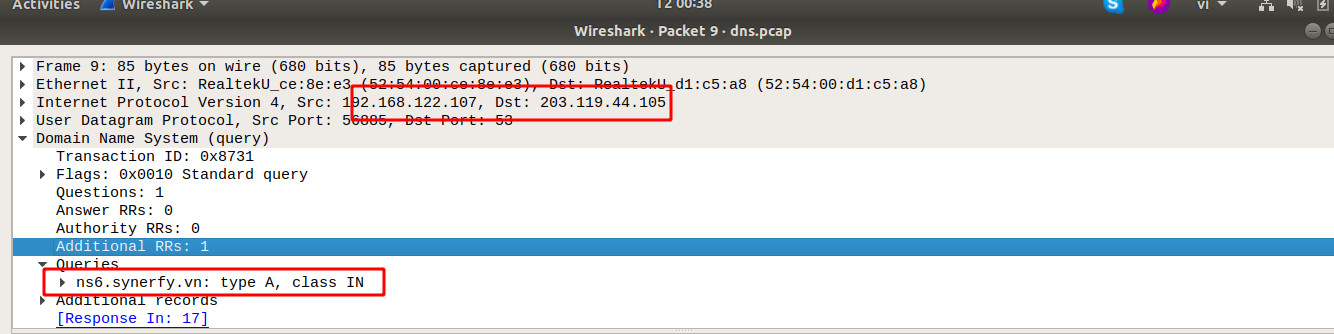 Activities Wireshark 12 00:38 vi
Wireshark · Packet 9 · dns.pcap
Frame 9: 85 bytes on wire (680 bits), 85 bytes captured (680 bits)
Ethernet II, Src: RealtekU_ce:8e:e3 (52:54:00:ce:8e:e3), Dst: RealtekU_d1:c5:a8 (52:54:00:d1:c5:a8)
Internet Protocol Version 4, Src: 192.168.122.107, Dst: 203.119.44.105
User Datagram Protocol, Src Port: 56885, Dst Port: 53
Domain Name System (query)
Transaction ID: 0x8731
Flags: 0x0010 Standard query
Questions: 1
Answer RRs: 0
Authority RRs: 0
Additional RRs: 1
Queries
ns6.synerfy.vn: type A, class IN
Additional records
[Response In: 17]